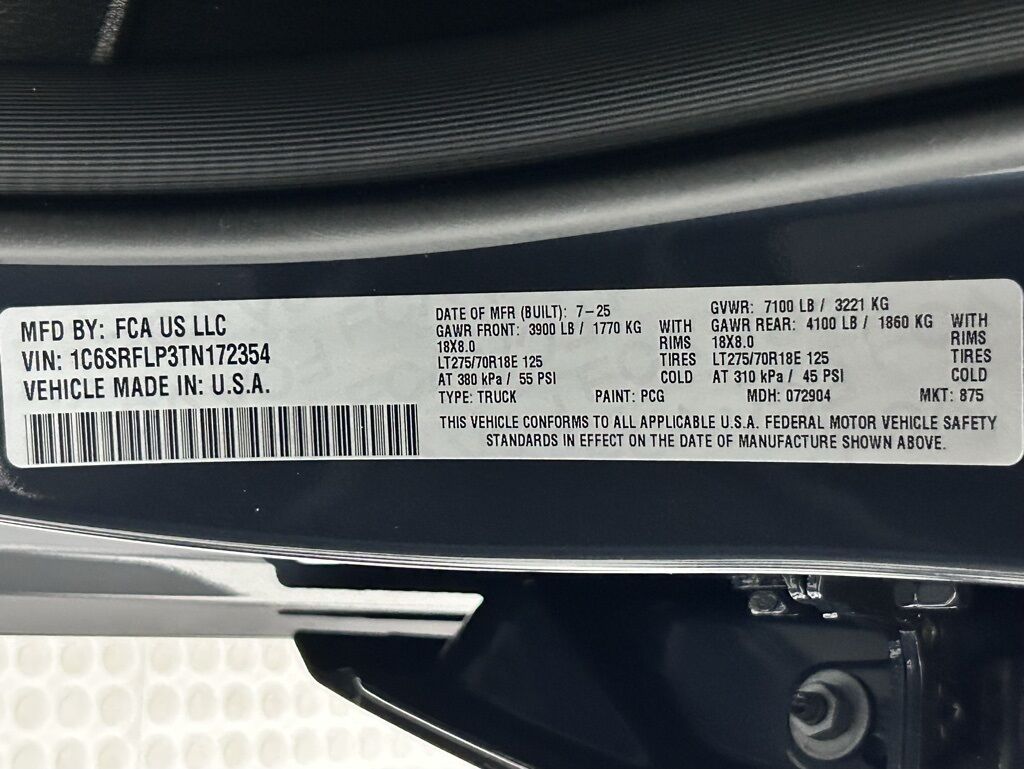 MFD BY: FCA US LLC
VIN: 1C6SRFLP3TN172354
VEHICLE MADE IN: U.S.A.
DATE OF MFR (BUILT): 7-25 GVWR: 7100 LB / 3221 KG
GAWR FRONT: 3900 LB / 1770 KG WITH GAWR REAR: 4100 LB / 1860 KG WITH
18X8.0 RIMS 18X8.0 RIMS
LT275/70R18E 125 TIRES LT275/70R18E 125 TIRES
AT 380 kPa / 55 PSI COLD AT 310 kPa / 45 PSI COLD
TYPE: TRUCK PAINT: PCG MDH: 072904 MKT: 875
THIS VEHICLE CONFORMS TO ALL APPLICABLE U.S.A. FEDERAL MOTOR VEHICLE SAFETY
STANDARDS IN EFFECT ON THE DATE OF MANUFACTURE SHOWN ABOVE.